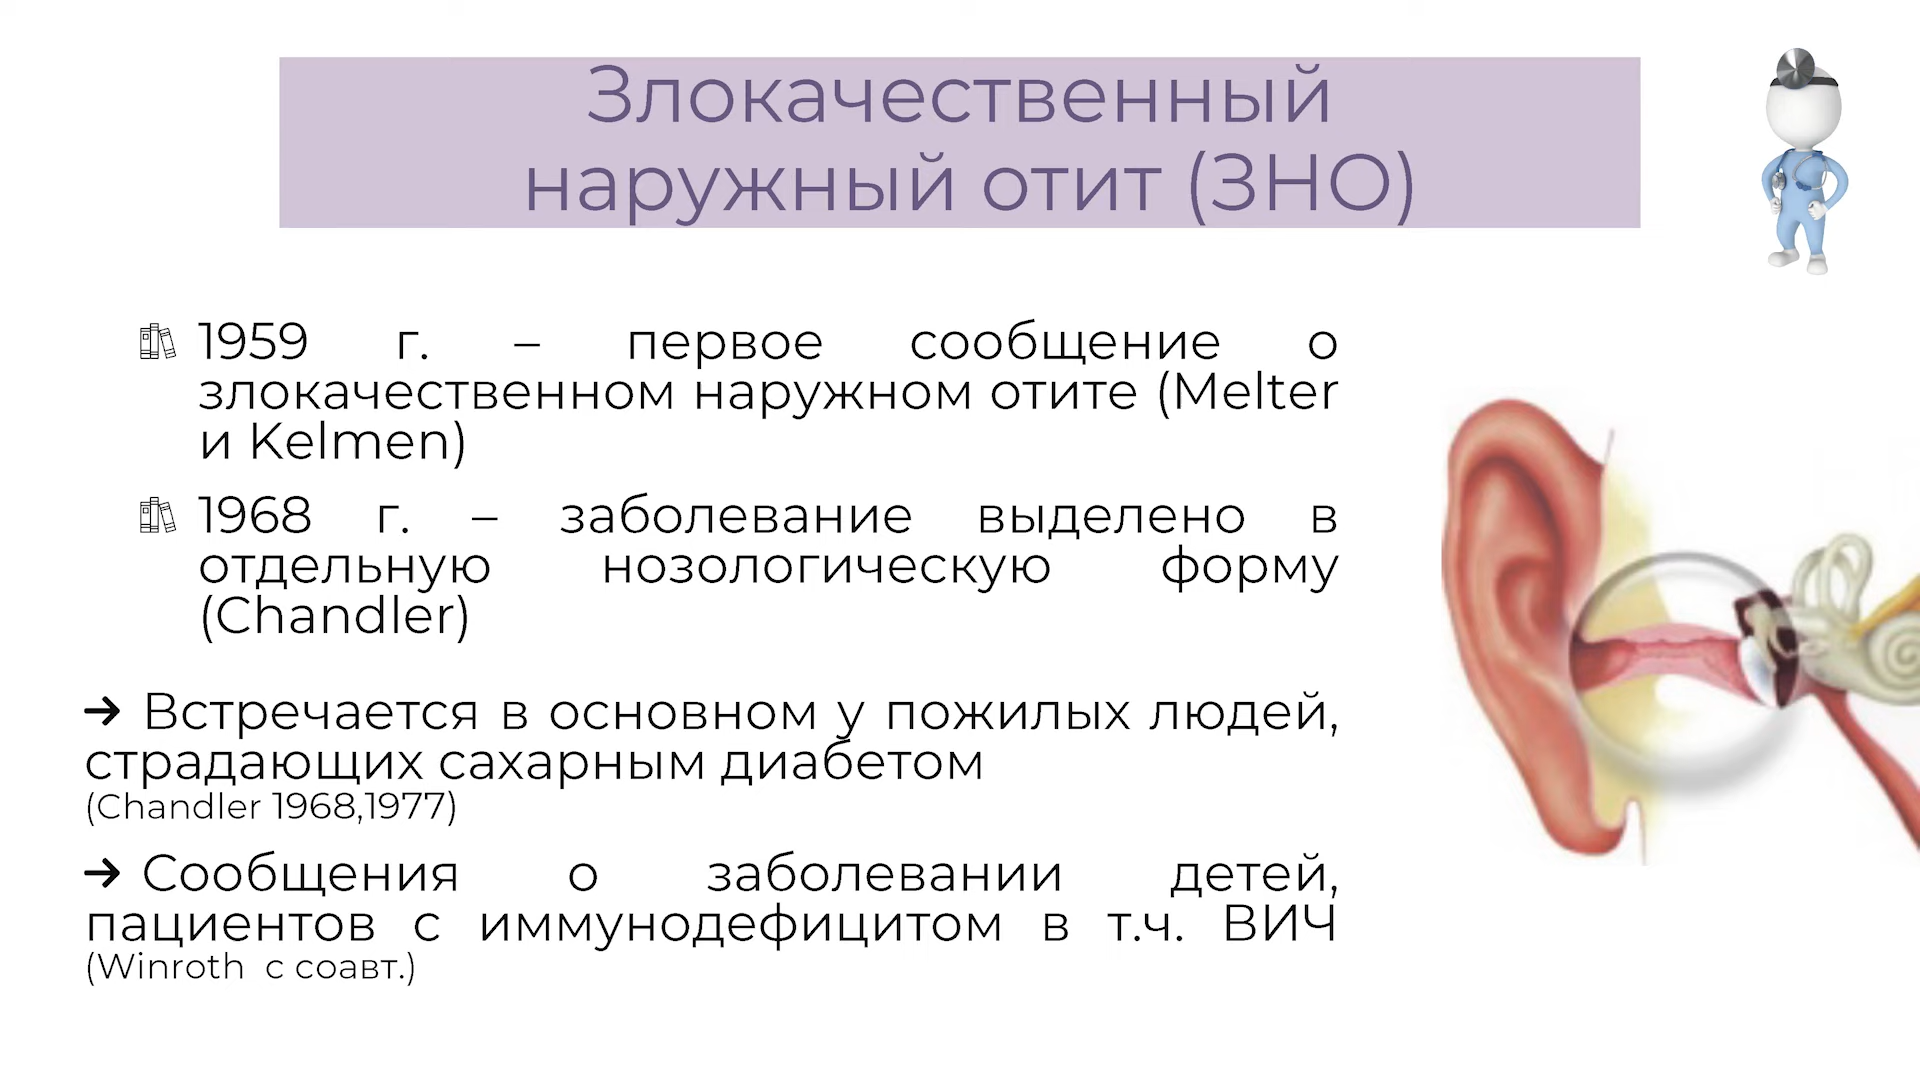 Злокачественный
наружный отит (ЗНО)
1959 г. – первое сообщение о
злокачественном наружном отите (Melter
и Kelmen)
1968 г. – заболевание выделено в
отдельную нозологическую форму
(Chandler)
→ Встречается в основном у пожилых людей,
страдающих сахарным диабетом
(Chandler 1968,1977)
→ Сообщения о заболевании детей,
пациентов с иммунодефицитом в т.ч. ВИЧ
(Winroth с соавт.)